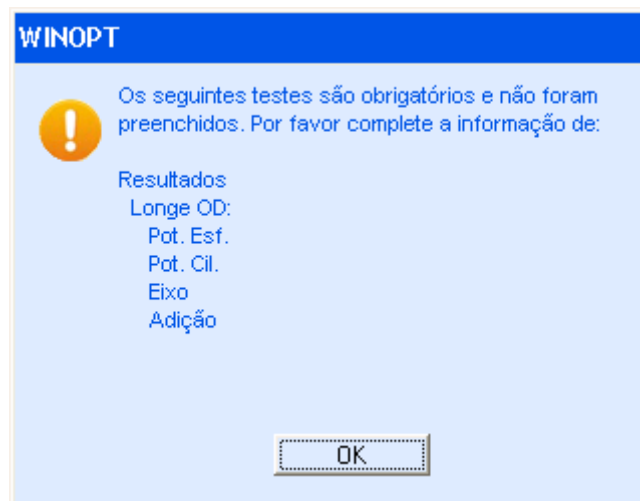 WINOPT
Os seguintes testes são obrigatórios e não foram
preenchidos. Por favor complete a informação de:
Resultados
Longe OD:
Pot. Esf.
Pot. Cil.
Eixo
Adição
OK